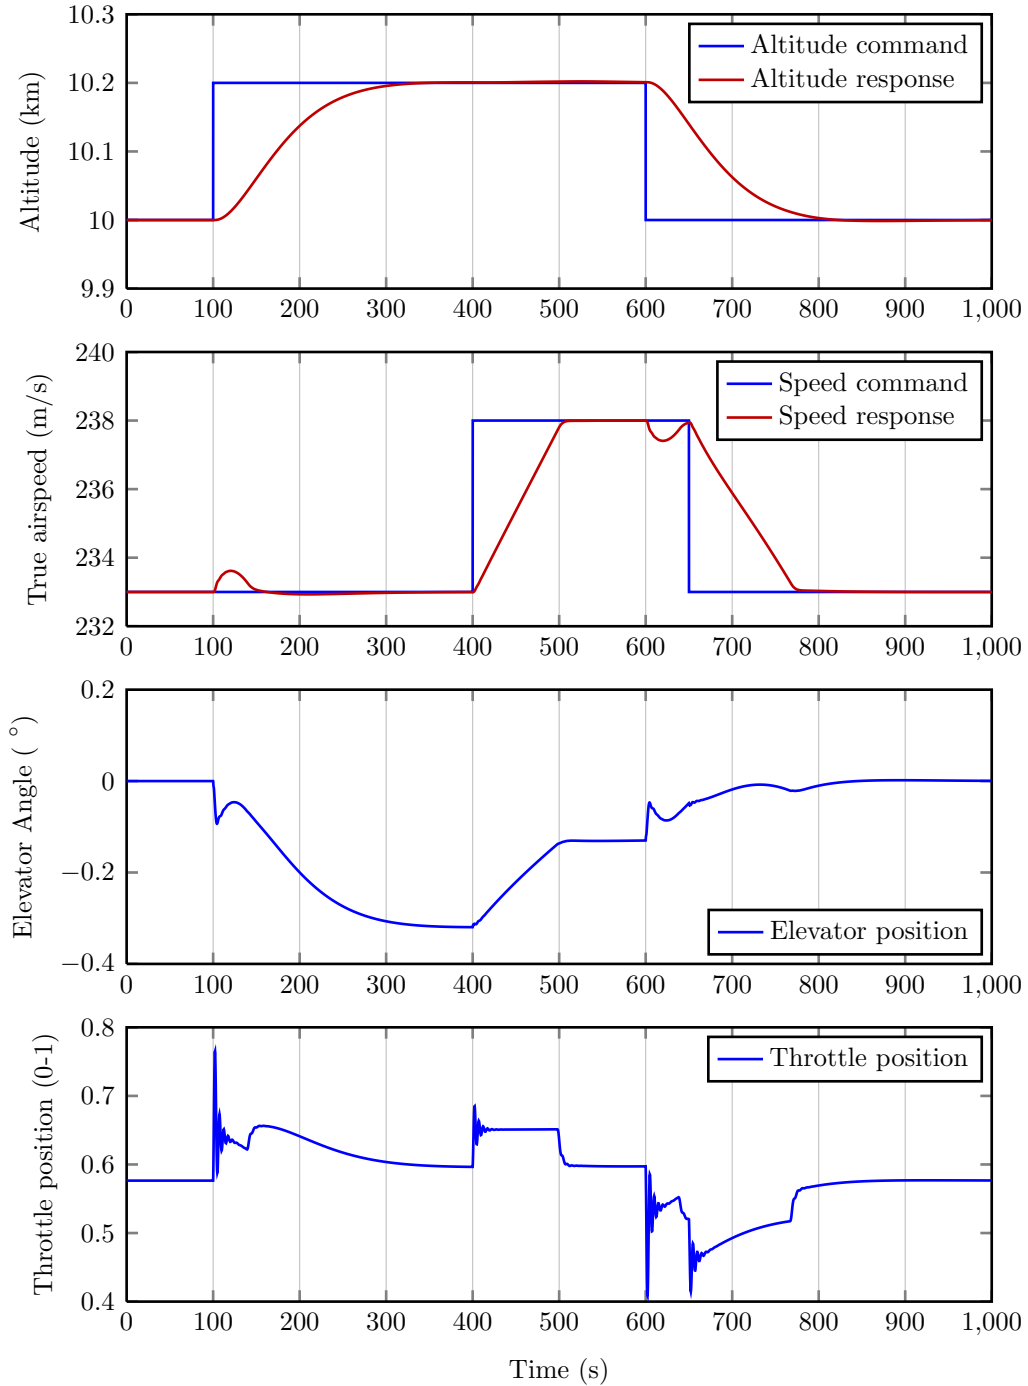 10.3
10.2
10.1
10
9.9
Altitude (km)
Altitude command
Altitude response
0 100 200 300 400 500 600 700 800 900 1,000
240
238
236
234
232
True airspeed (m/s)
Speed command
Speed response
0 100 200 300 400 500 600 700 800 900 1,000
0.2
0
−0.2
−0.4
Elevator Angle ( °)
Elevator position
0 100 200 300 400 500 600 700 800 900 1,000
0.8
0.7
0.6
0.5
0.4
Throttle position (0-1)
Throttle position
0 100 200 300 400 500 600 700 800 900 1,000
Time (s)